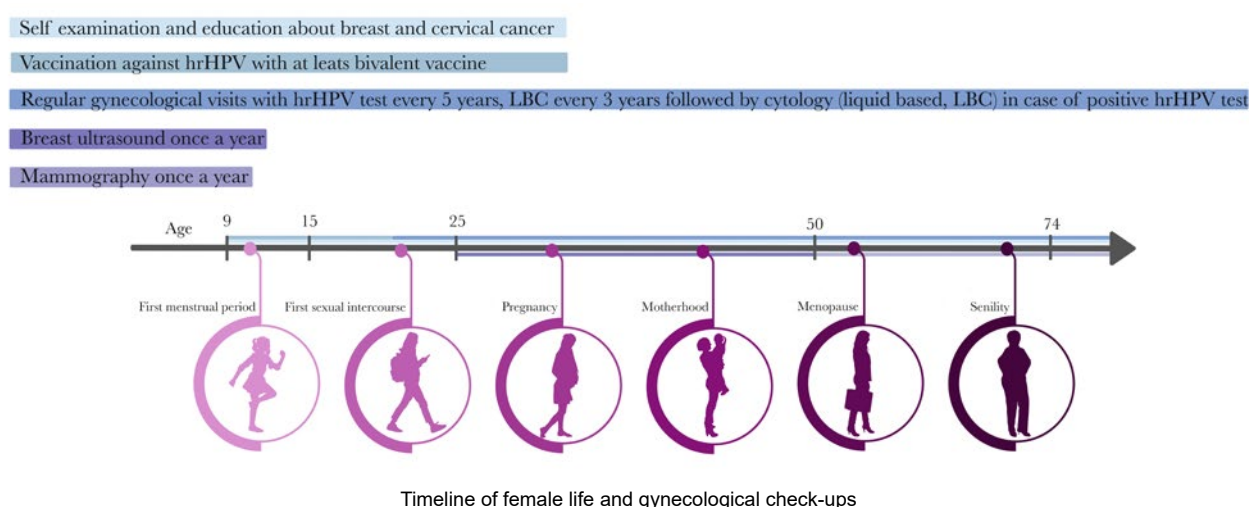 Self examination and education about breast and cervical cancer
Vaccination against hrHPV with at leats bivalent vaccine
Regular gynecological visits with hrHPV test every 5 years, LBC every 3 years followed by cytology (liquid based, LBC) in case of positive hrHPV test
Breast ultrasound once a year
Mammography once a year
Age 9 15 25 50 74
First menstrual period First sexual intercourse Pregnancy Motherhood Menopause Senility
Timeline of female life and gynecological check-ups